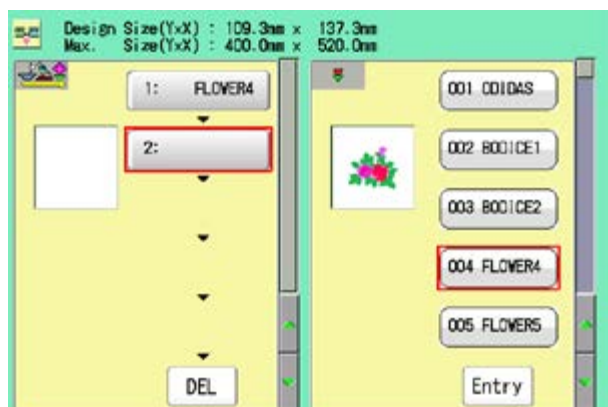 Design Size(Y×X) : 109.3mm × 137.3mm
Max. Size(Y×X) : 400.0mm × 520.0mm
1: FLOWER4
2:
DEL
001 ODIDAS
002 BODICE1
003 BODICE2
004 FLOWER4
005 FLOWER5
Entry